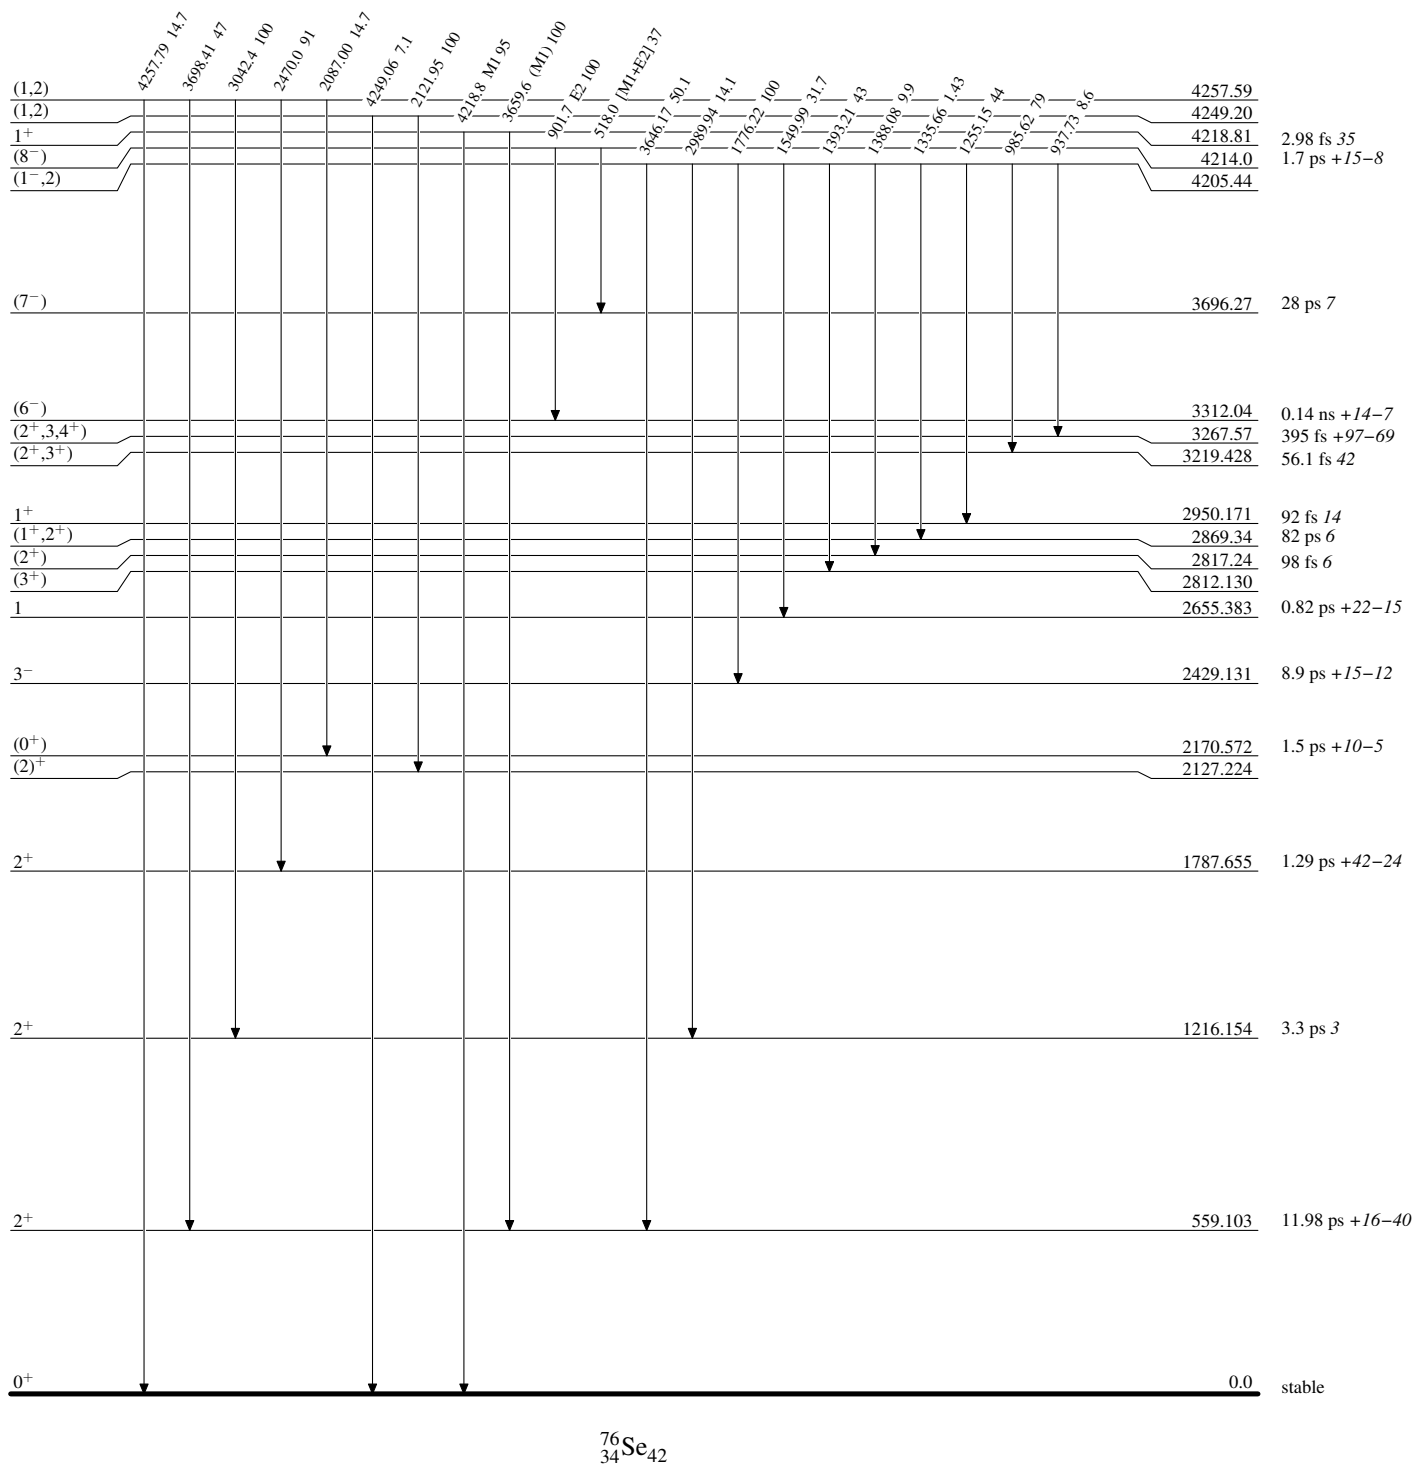 4257.79 14.7
3698.41 47
3042.4 100
2470.0 91
2087.00 14.7
4249.06 7.1
2121.95 100
4218.8 M1 95
3659.6 (M1) 100
901.7 E2 100
518.0 [M1+E2] 37
3646.17 50.1
2989.94 14.1
1776.22 100
1549.99 31.7
1393.21 43
1388.08 9.9
1335.66 1.43
1255.15 44
985.62 79
937.73 8.6
(1,2) 4257.59
(1,2) 4249.20
1⁺ 4218.81 2.98 fs 35
(8⁻) 4214.0 1.7 ps +15−8
(1⁻,2) 4205.44
(7⁻) 3696.27 28 ps 7
(6⁻) 3312.04 0.14 ns +14−7
(2⁺,3,4⁺) 3267.57 395 fs +97−69
(2⁺,3⁺) 3219.428 56.1 fs 42
1⁺ 2950.171 92 fs 14
(1⁺,2⁺) 2869.34 82 ps 6
(2⁺) 2817.24 98 fs 6
(3⁺) 2812.130
1 2655.383 0.82 ps +22−15
3⁻ 2429.131 8.9 ps +15−12
(0⁺) 2170.572 1.5 ps +10−5
(2)⁺ 2127.224
2⁺ 1787.655 1.29 ps +42−24
2⁺ 1216.154 3.3 ps 3
2⁺ 559.103 11.98 ps +16−40
0⁺ 0.0 stable
⁷⁶₃₄Se₄₂